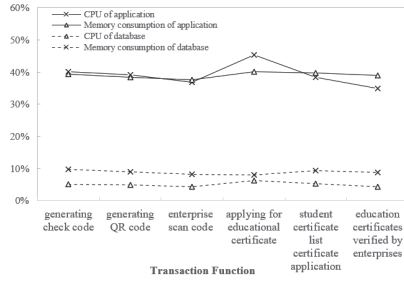 60%
50%
40%
30%
20%
10%
0%
CPU of application
Memory consumption of application
CPU of database
Memory consumption of database
generating
check code
generating
QR code
enterprise
scan code
applying for
educational
certificate
student
certificate
list
certificate
application
education
certificates
verified by
enterprises
Transaction Function